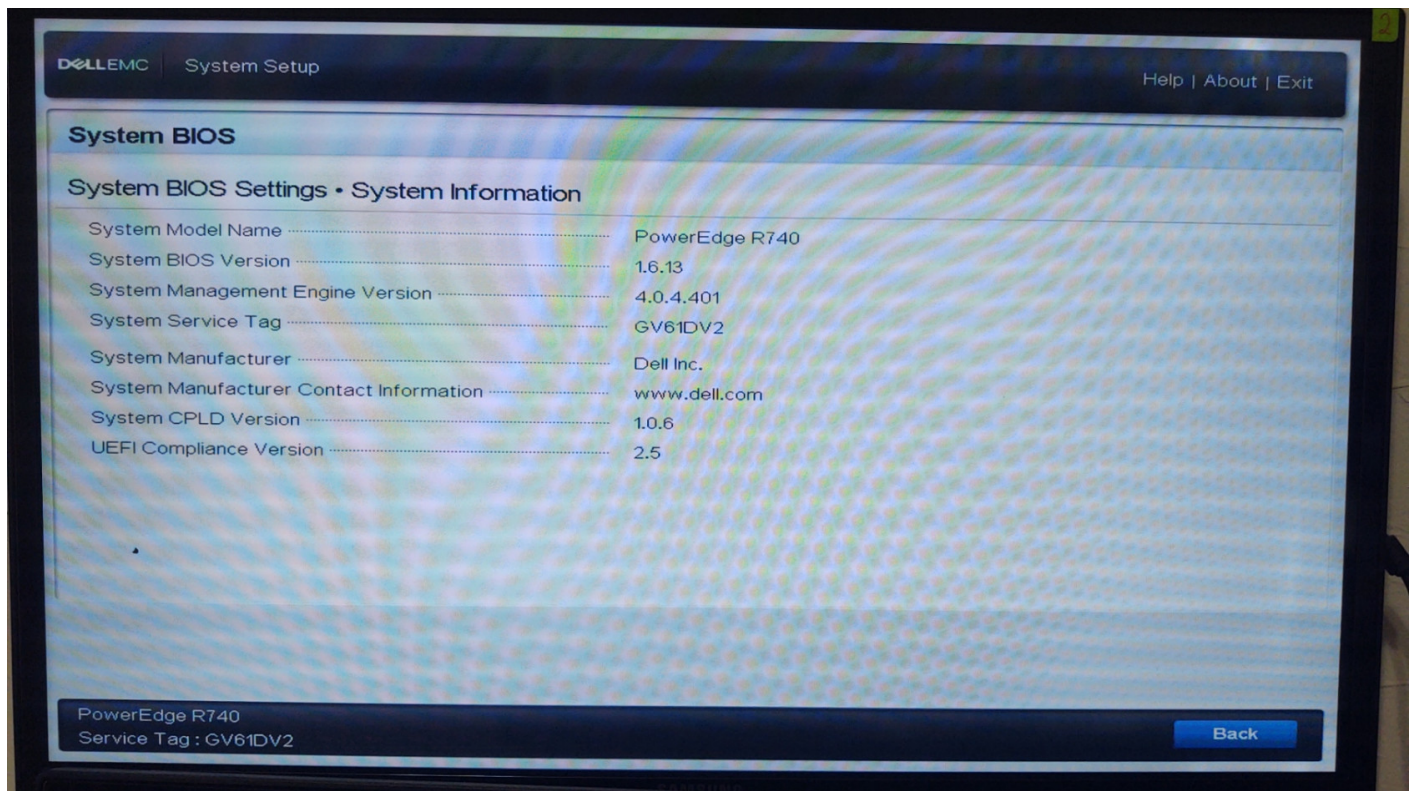 2
DELLEMC System Setup
Help | About | Exit
System BIOS
System BIOS Settings • System Information
System Model Name PowerEdge R740
System BIOS Version 1.6.13
System Management Engine Version 4.0.4.401
System Service Tag GV61DV2
System Manufacturer Dell Inc.
System Manufacturer Contact Information www.dell.com
System CPLD Version 1.0.6
UEFI Compliance Version 2.5
PowerEdge R740
Service Tag : GV61DV2
Back